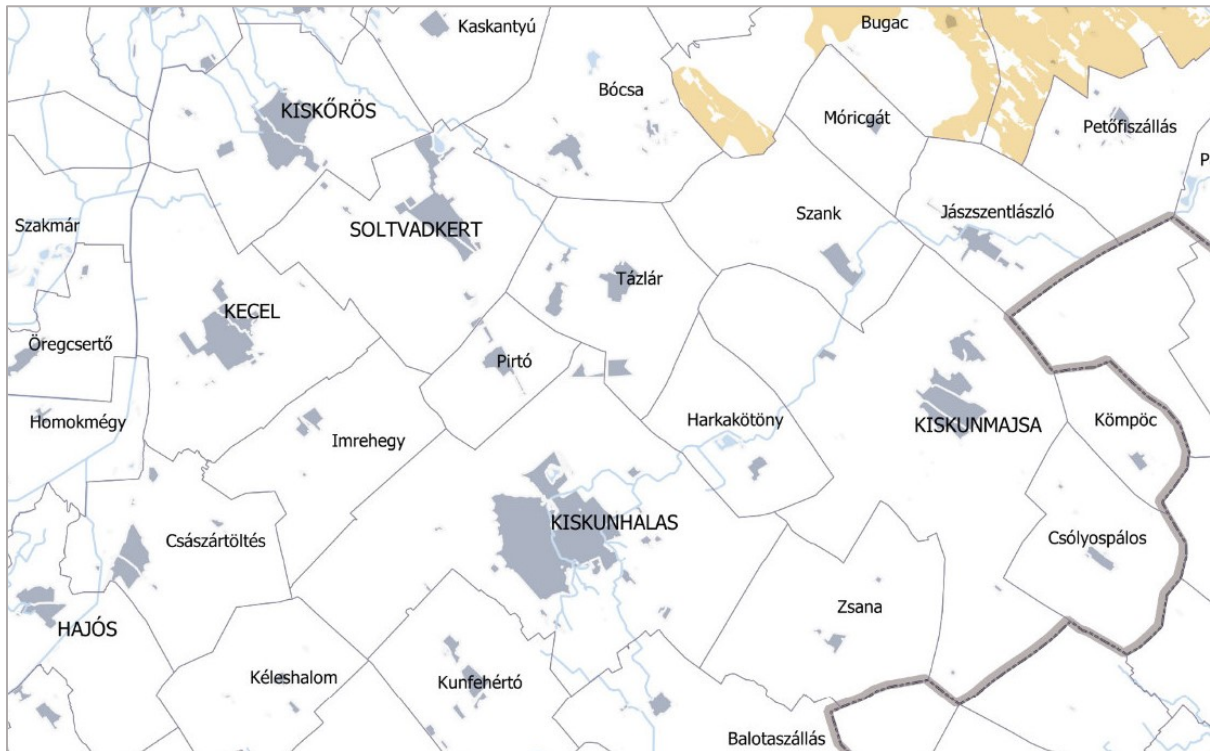 Kaskantyú
Bugac
Bócsa
KISKŐRÖS
Móricgát
Petőfiszállás
P
Szakmár
SOLTVADKERT
Szank
Jászszentlászló
Tázlár
KECEL
Öregcsertő
Pirtó
Homokmégy
Imrehegy
Harkakötöny
KISKUNMAJSA
Kömpöc
KISKUNHALAS
Császártöltés
Csólyospálos
HAJÓS
Zsana
Kéleshalom
Kunfehértó
Balotaszállás